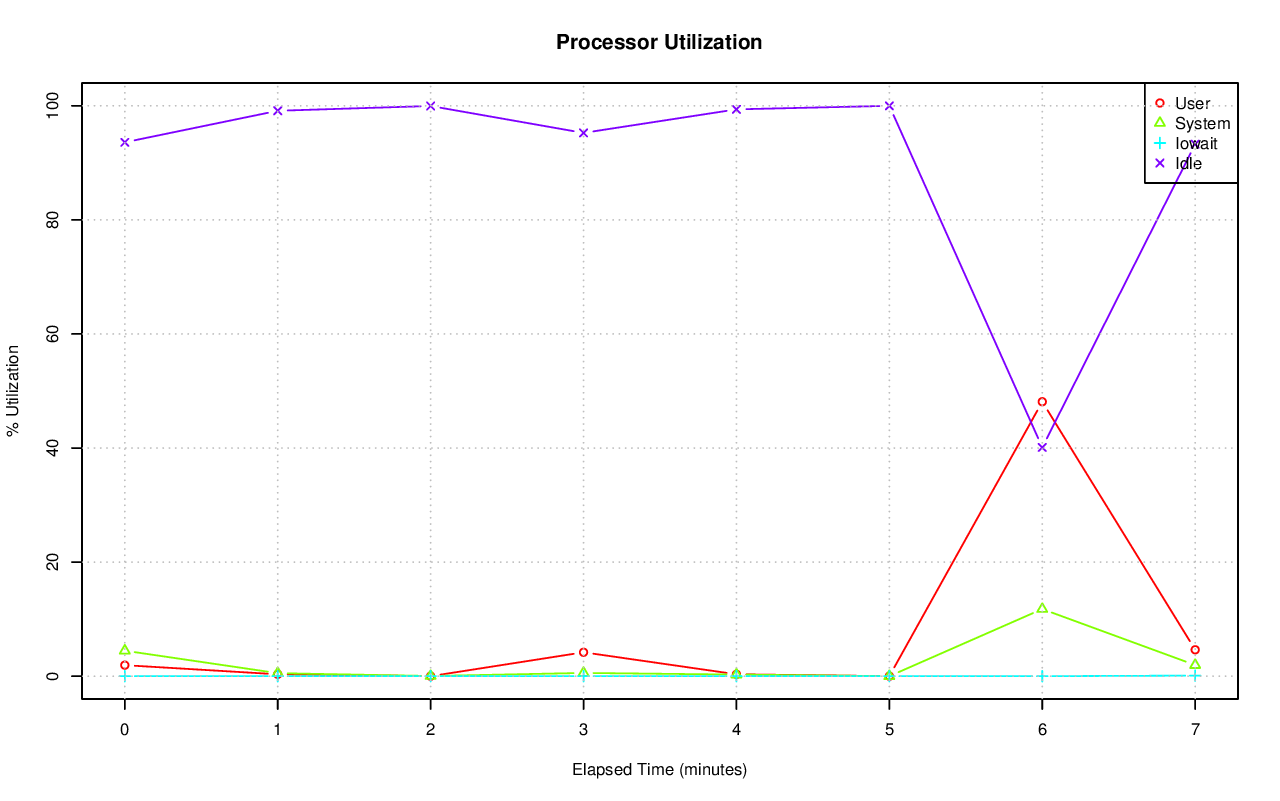 Processor Utilization
100
80
60
40
20
0
% Utilization
User
System
Iowait
Idle
0 1 2 3 4 5 6 7
Elapsed Time (minutes)